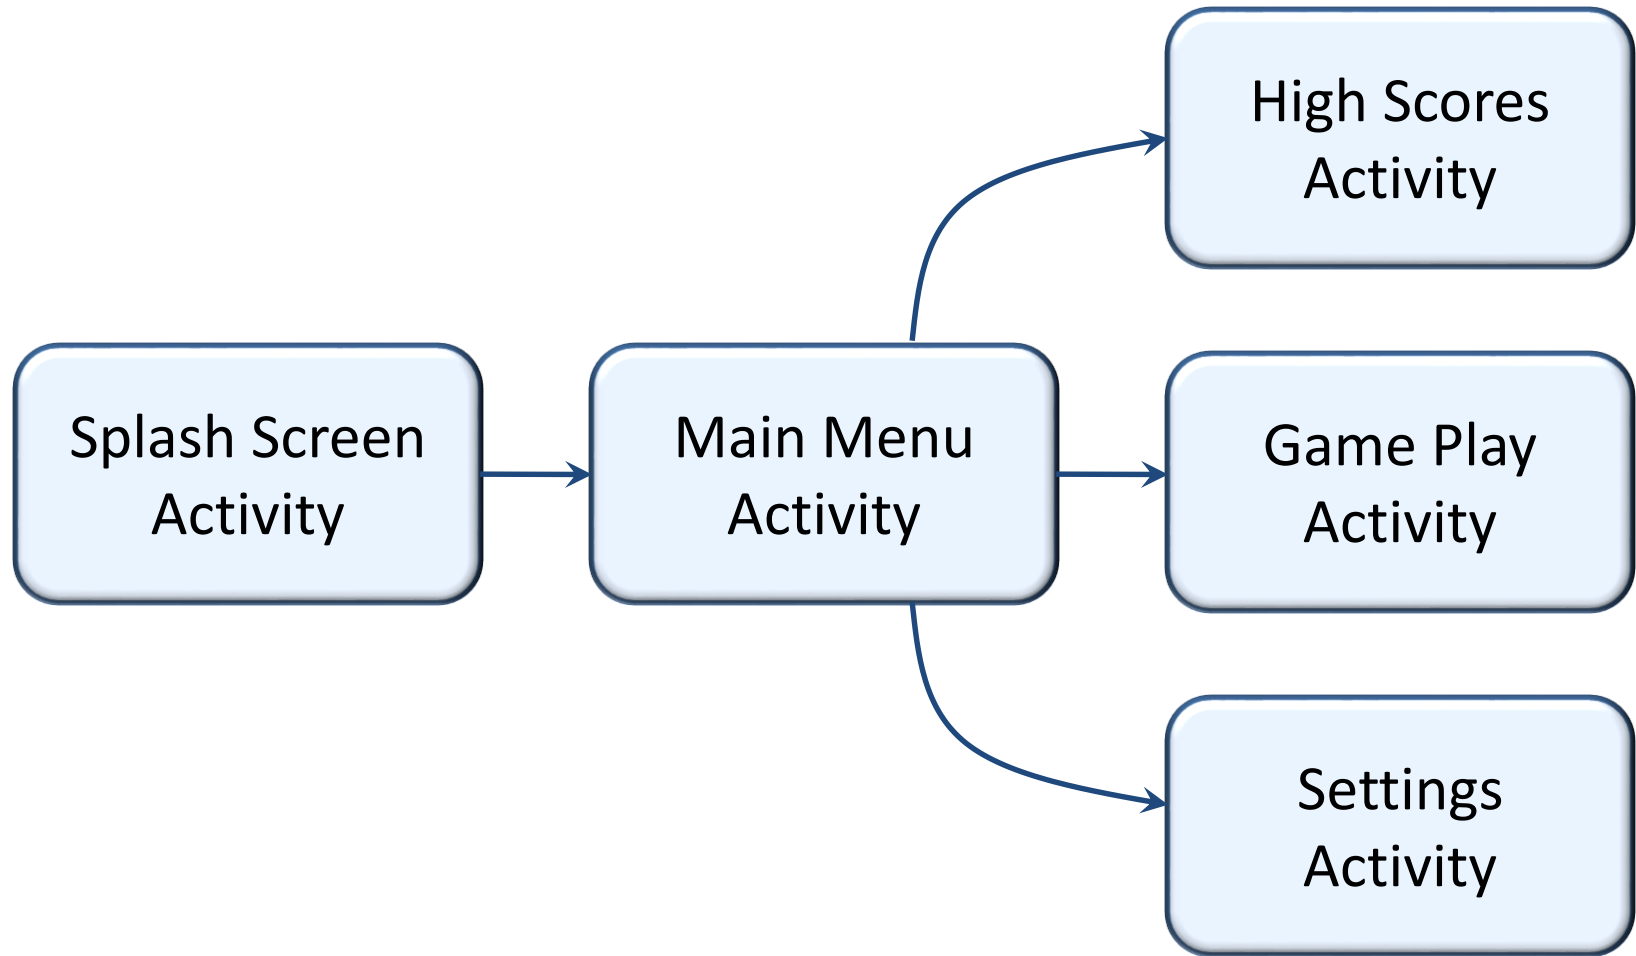 High Scores
Activity
Splash Screen
Activity
Main Menu
Activity
Game Play
Activity
Settings
Activity